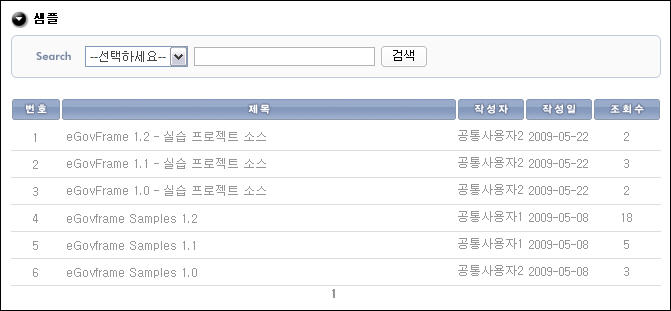 샘플
Search --선택하세요-- 검색
번호 제목 작성자 작성일 조회수
1 eGovFrame 1.2 - 실습 프로젝트 소스 공통사용자2 2009-05-22 2
2 eGovFrame 1.1 - 실습 프로젝트 소스 공통사용자2 2009-05-22 3
3 eGovFrame 1.0 - 실습 프로젝트 소스 공통사용자2 2009-05-22 2
4 eGovframe Samples 1.2 공통사용자1 2009-05-08 18
5 eGovframe Samples 1.1 공통사용자1 2009-05-08 5
6 eGovframe Samples 1.0 공통사용자2 2009-05-08 3
1